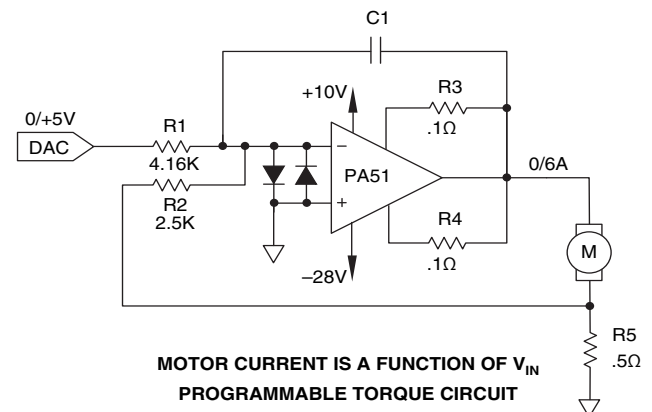 C1
+10V
R3
.1Ω
0/+5V
DAC
R1
4.16K
R2
2.5K
–
+
PA51
0/6A
R4
.1Ω
–28V
M
R5
.5Ω
MOTOR CURRENT IS A FUNCTION OF VIN
PROGRAMMABLE TORQUE CIRCUIT